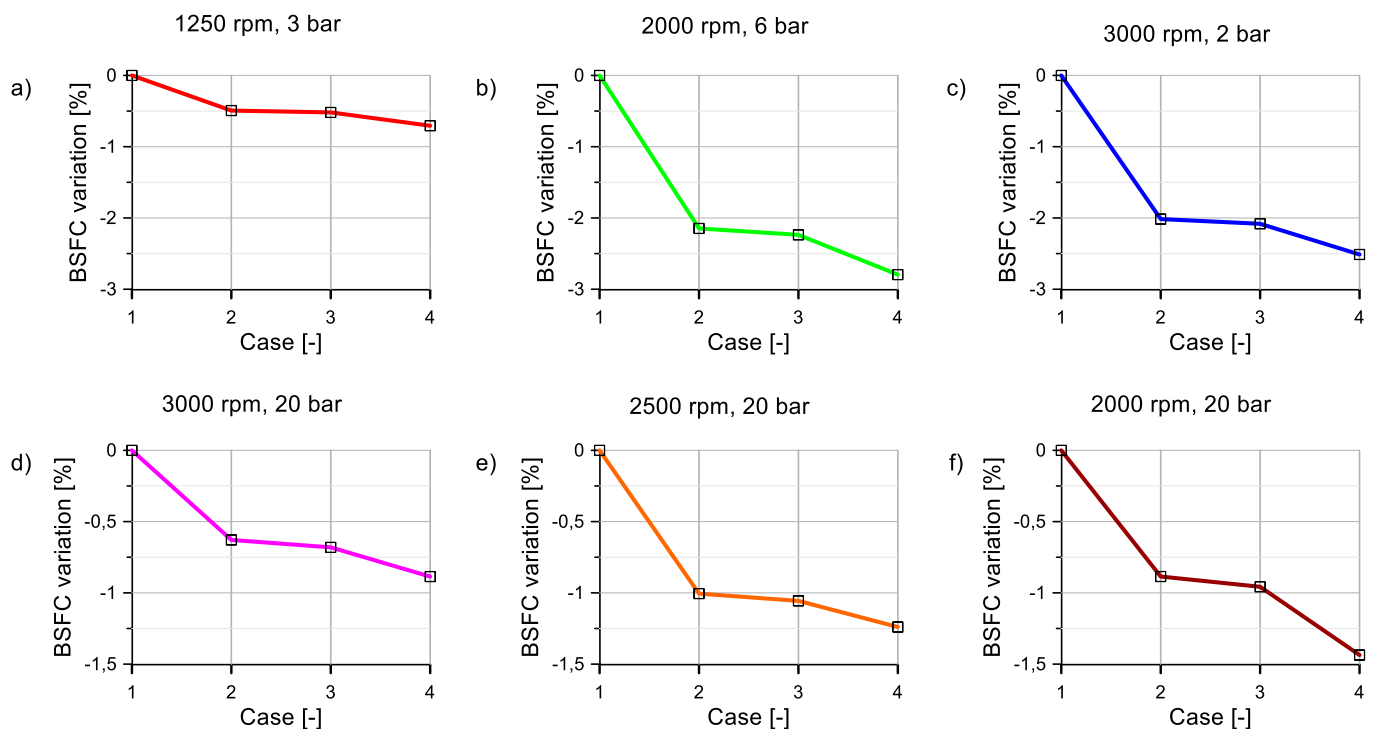 1250 rpm, 3 bar
a)
BSFC variation [%]
0
-1
-2
-3
1 2 3 4
Case [-]
2000 rpm, 6 bar
b)
BSFC variation [%]
0
-1
-2
-3
1 2 3 4
Case [-]
3000 rpm, 2 bar
c)
BSFC variation [%]
0
-1
-2
-3
1 2 3 4
Case [-]
3000 rpm, 20 bar
d)
BSFC variation [%]
0
-0,5
-1
-1,5
1 2 3 4
Case [-]
2500 rpm, 20 bar
e)
BSFC variation [%]
0
-0,5
-1
-1,5
1 2 3 4
Case [-]
2000 rpm, 20 bar
f)
BSFC variation [%]
0
-0,5
-1
-1,5
1 2 3 4
Case [-]